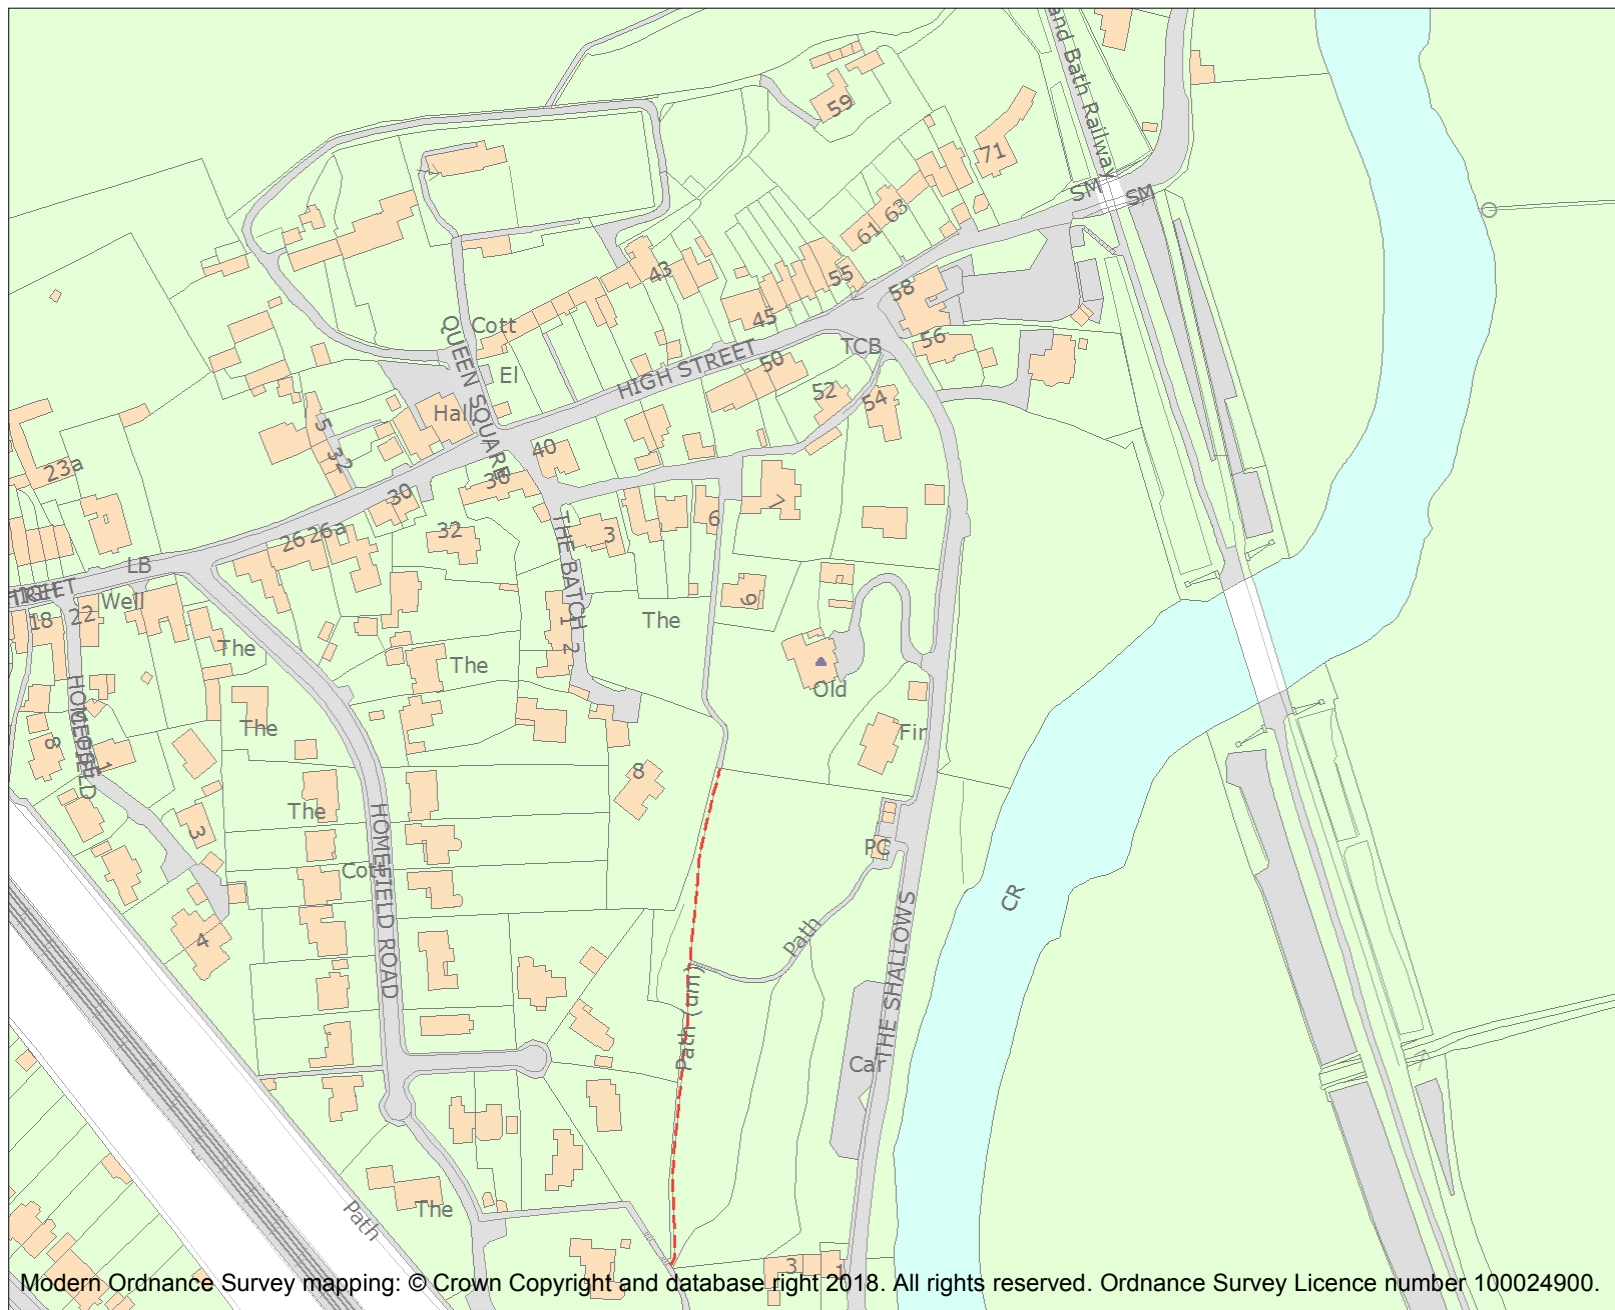 and Bath Railway
59
71
SM
SM
63
61
43
55
58
45
Cott
QUEEN SQUARE
HIGH STREET
TCB
56
50
El
52
54
Hall
5
32
40
23a
36
30
7
6
3
32
26
26a
LB
THE BATCH
Well
9
18
22
The
The
1
2
The
The
Old
HOMEFIELD
The
Fir
8
1
8
The
3
PC
HOMEFIELD ROAD
Cott
CR
4
Path
THE SHALLOWS
Path (um)
Car
Path
The
3
1
Modern Ordnance Survey mapping: © Crown Copyright and database right 2018. All rights reserved. Ordnance Survey Licence number 100024900.